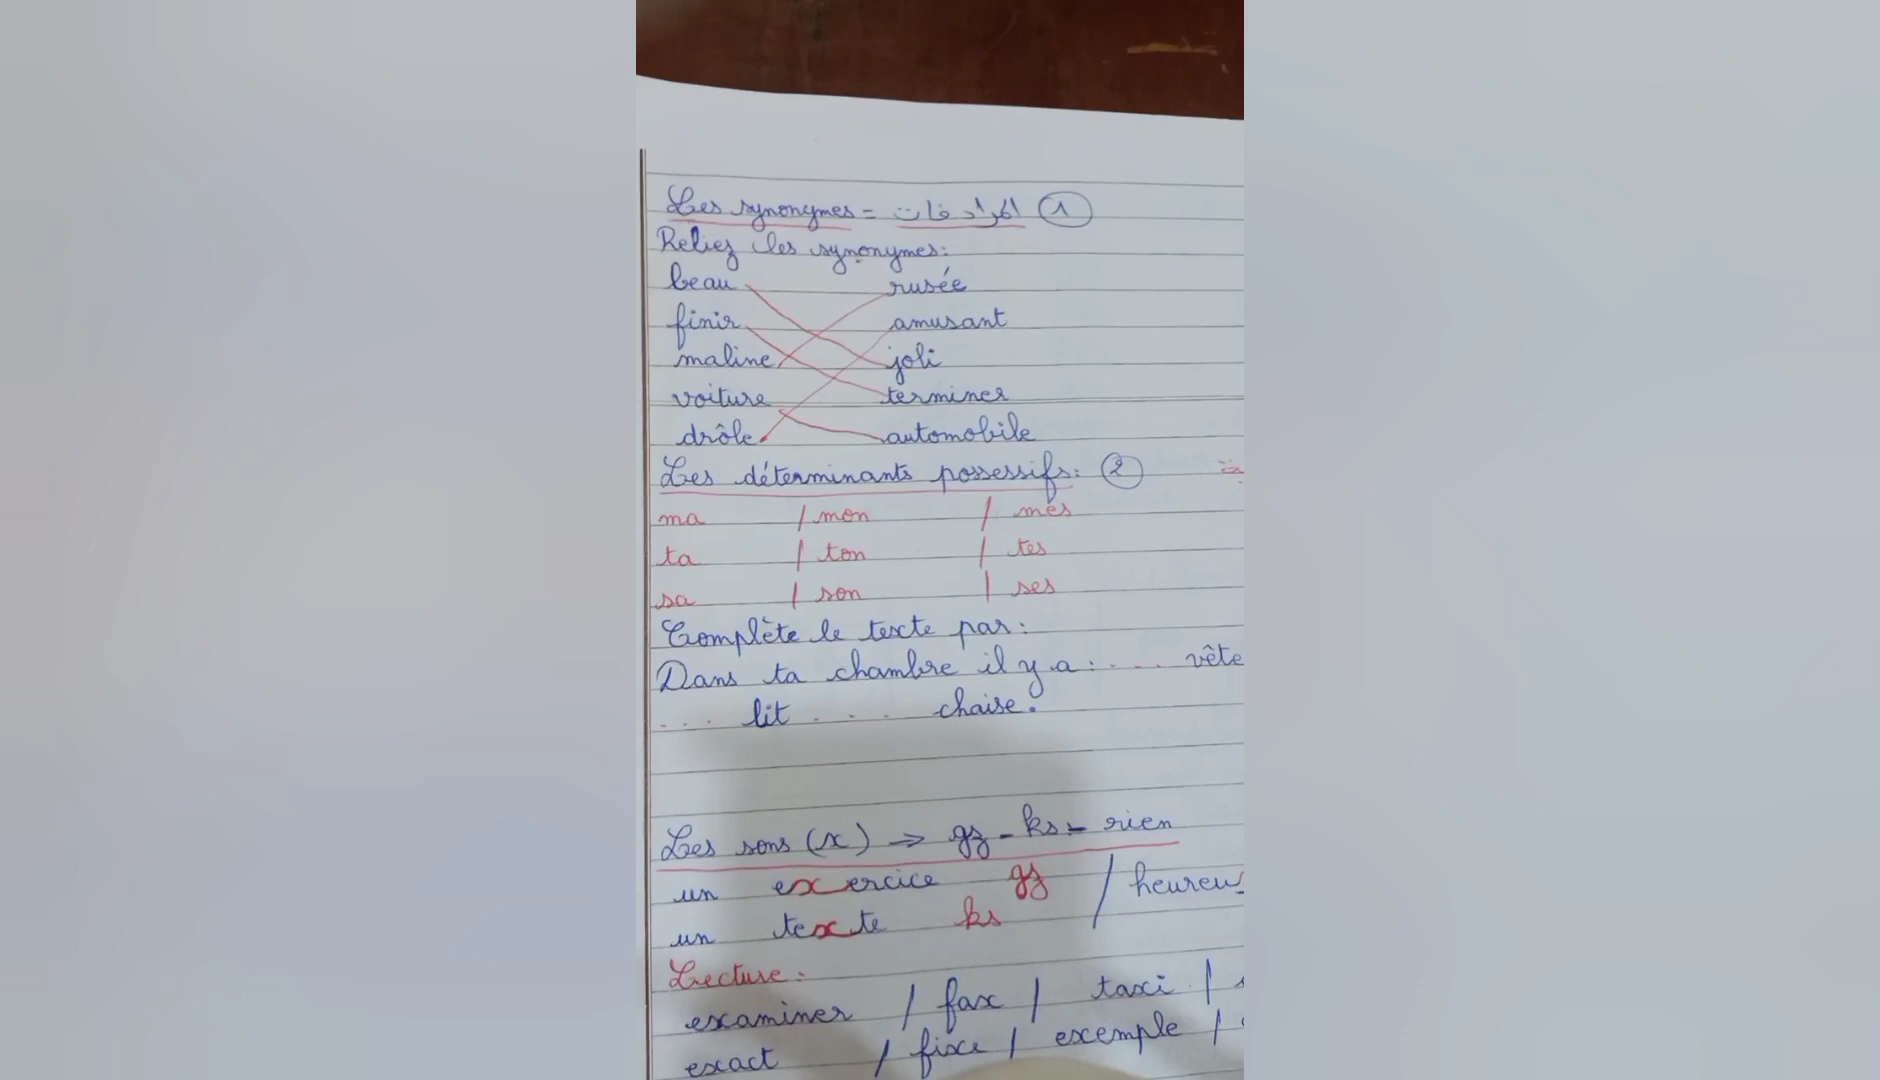 Les synonymes = المرادفات 1
Reliez les synonymes:
beau rusée
finir amusant
maline joli
voiture terminer
drôle automobile
Les déterminants possessifs: 2
ma / mon / mes
ta / ton / tes
sa / son / ses
Complète le texte par:
Dans ta chambre il y a: .... vête
... lit ... chaise.
Les sons (x) → gz - ks - rien
un exercice gz / heureu
un texte ks
Lecture:
examiner / fax / taxi /
exact / fixe / exemple /